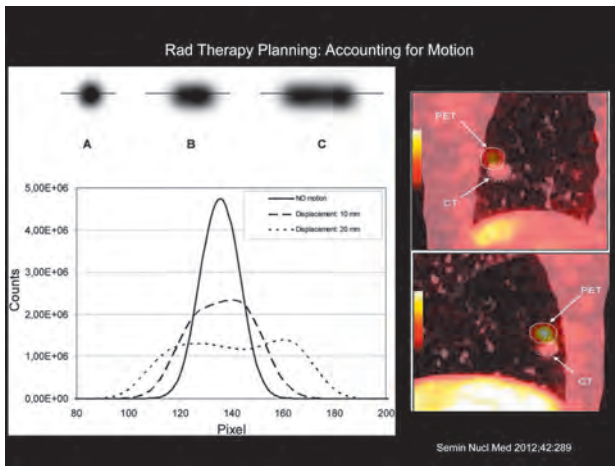 Rad Therapy Planning: Accounting for Motion
A B C
5,00E+06
4,00E+06
3,00E+06
2,00E+06
1,00E+06
0,00E+00
Counts
NO motion
Displacement: 10 mm
Displacement: 20 mm
80 100 120 140 160 180 200
Pixel
PET
CT
PET
CT
Semin Nucl Med 2012;42:289